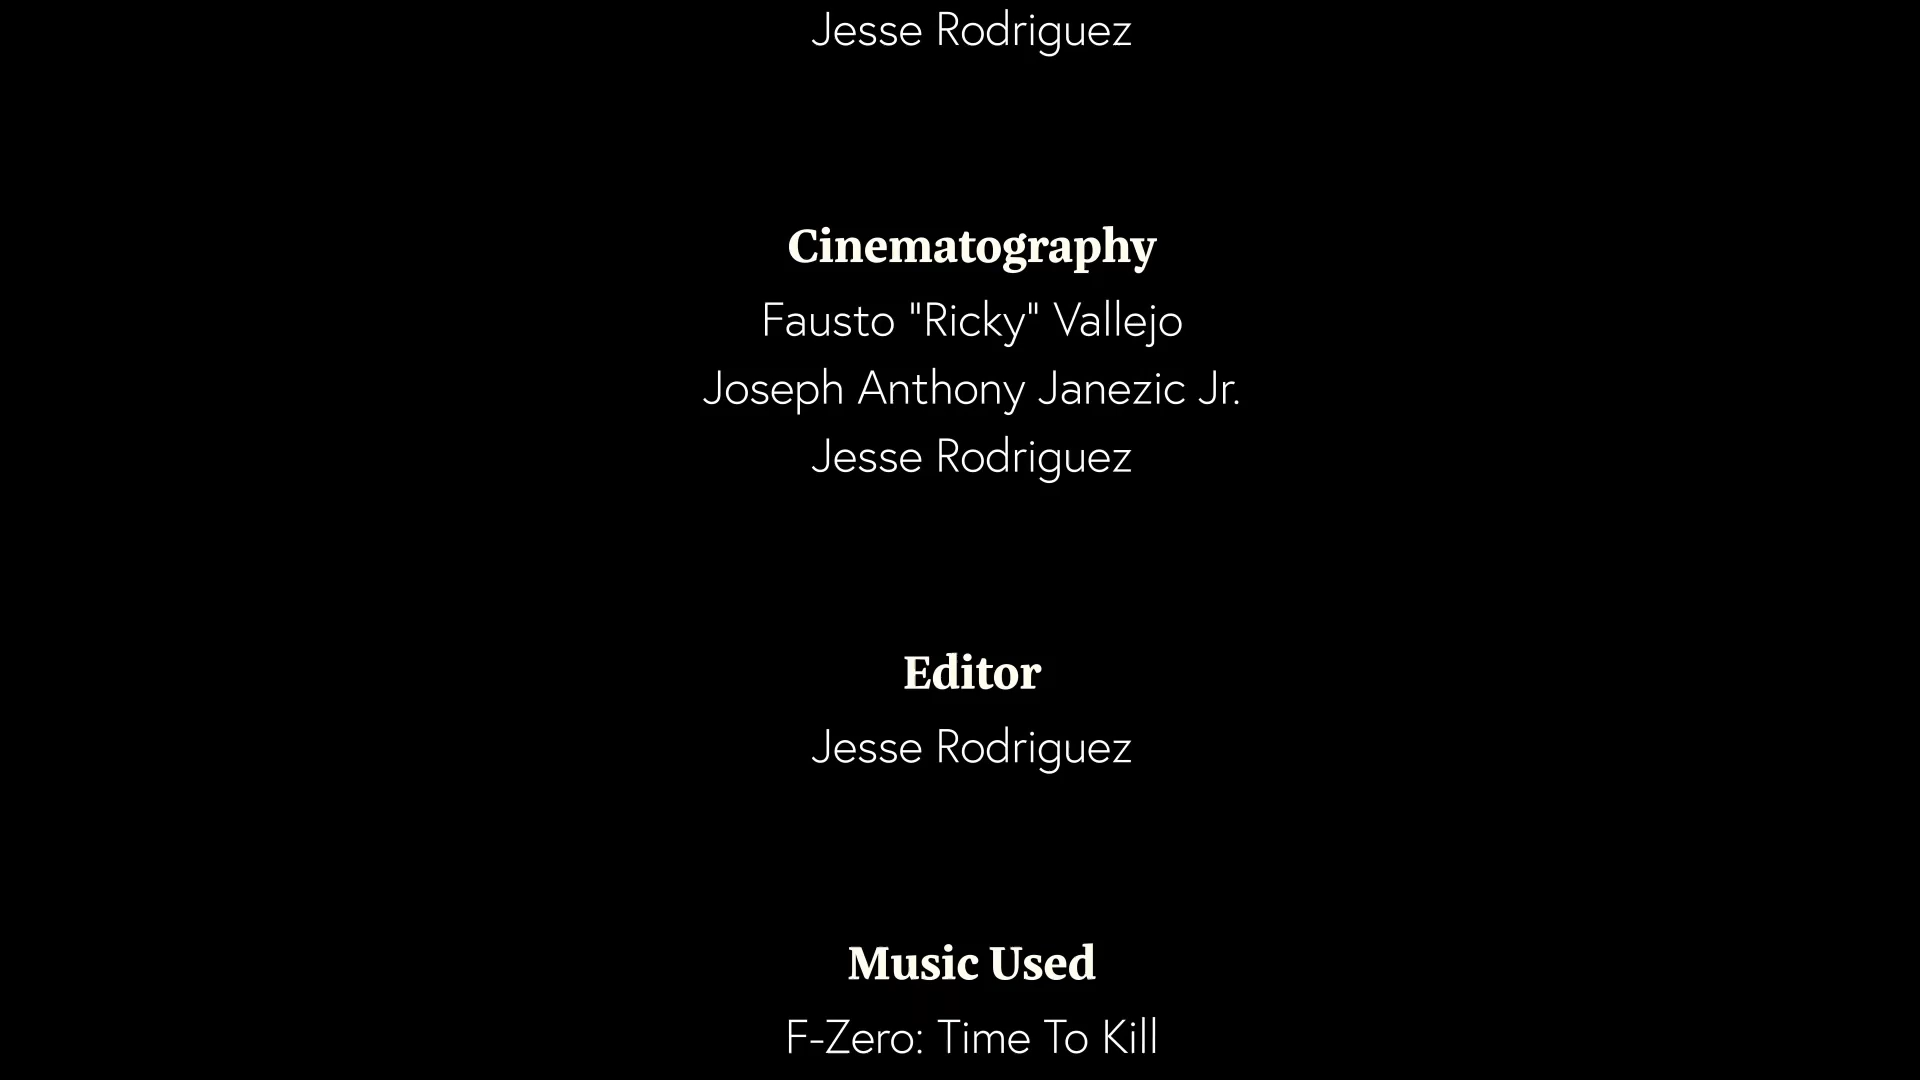 Jesse Rodriguez
Cinematography
Fausto "Ricky" Vallejo
Joseph Anthony Janezic Jr.
Jesse Rodriguez
Editor
Jesse Rodriguez
Music Used
F-Zero: Time To Kill